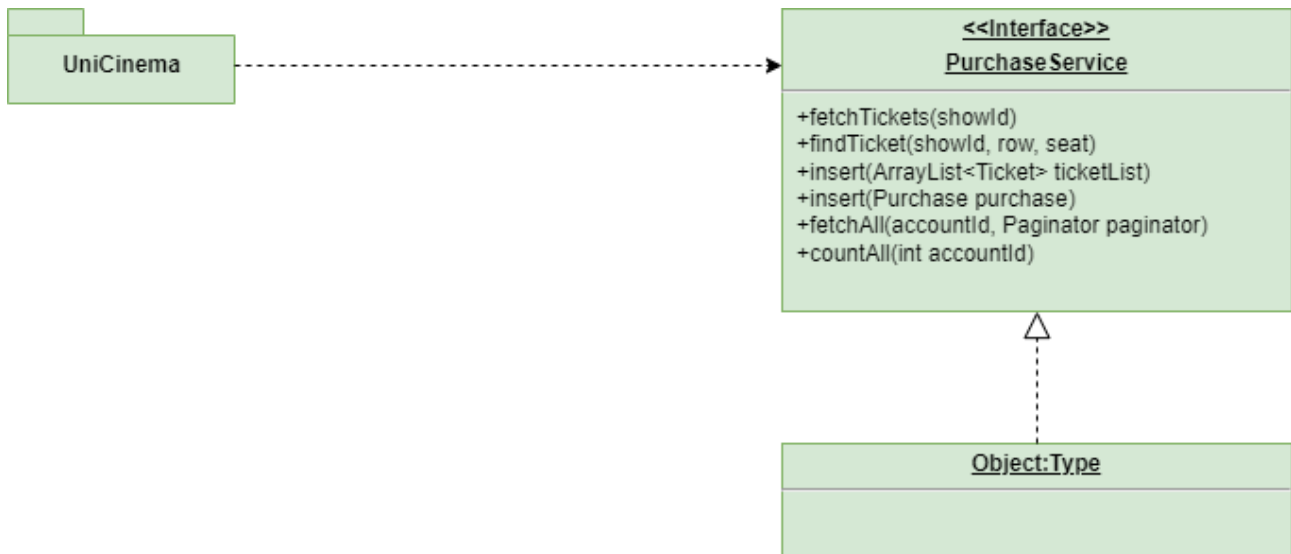 UniCinema
<<Interface>>
PurchaseService
+fetchTickets(showId)
+findTicket(showId, row, seat)
+insert(ArrayList<Ticket> ticketList)
+insert(Purchase purchase)
+fetchAll(accountId, Paginator paginator)
+countAll(int accountId)
Object:Type